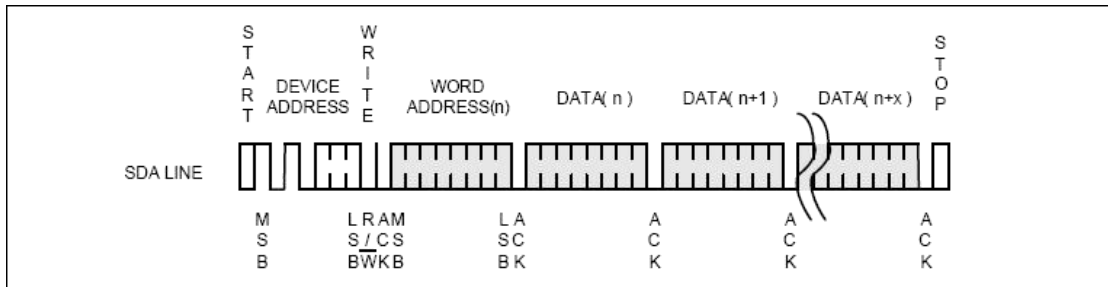 START
WRITE
STOP
DEVICE
ADDRESS
WORD
ADDRESS(n)
DATA( n )
DATA( n+1 )
DATA( n+x )
SDA LINE
MSB
LSB
R/W
ACK
MSB
LSB
ACK
ACK
ACK
ACK